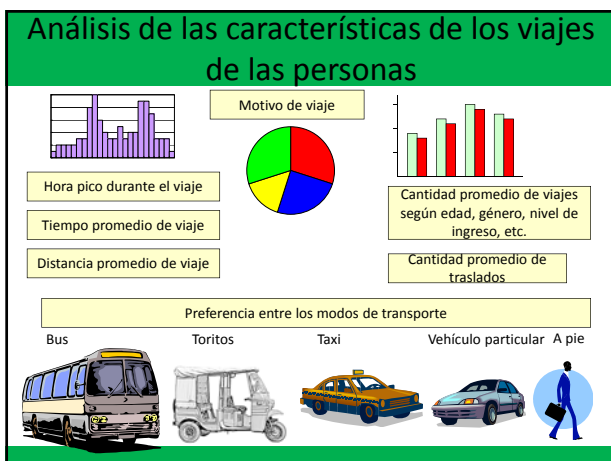 Análisis de las características de los viajes
de las personas
Motivo de viaje
Hora pico durante el viaje
Tiempo promedio de viaje
Distancia promedio de viaje
Cantidad promedio de viajes
según edad, género, nivel de
ingreso, etc.
Cantidad promedio de
traslados
Preferencia entre los modos de transporte
Bus
Toritos
Taxi
Vehículo particular
A pie